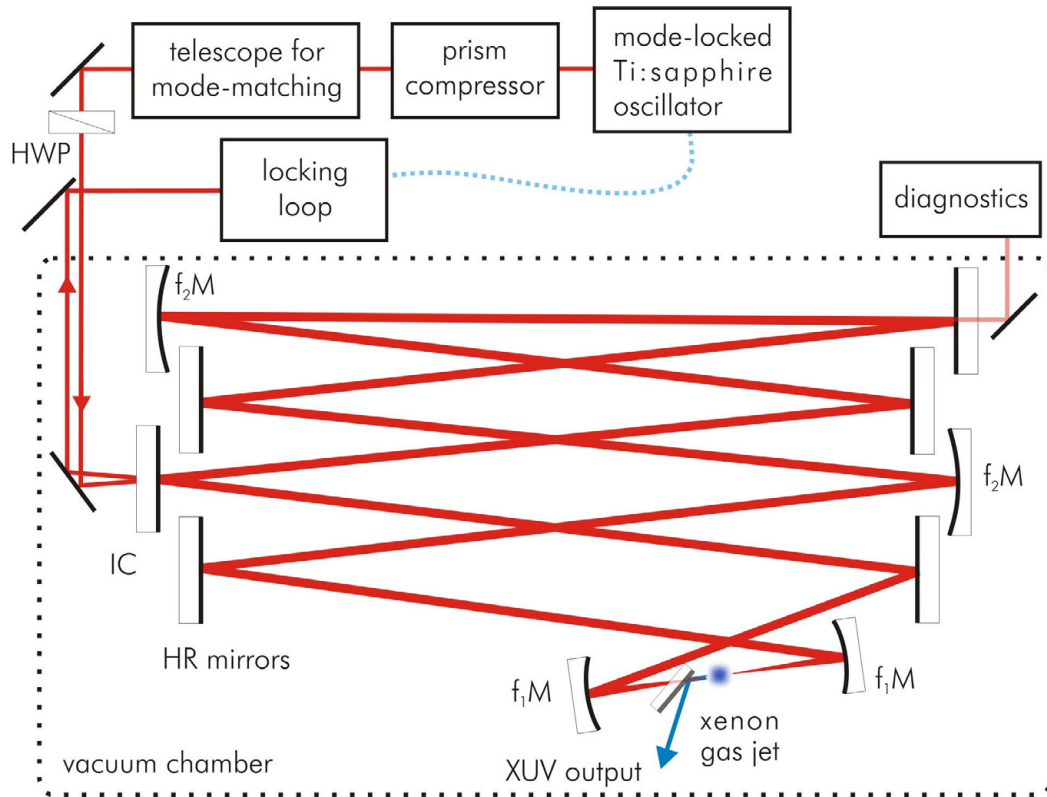 telescope for
mode-matching
prism
compressor
mode-locked
Ti:sapphire
oscillator
HWP
locking
loop
diagnostics
f₂M
f₂M
IC
HR mirrors
f₁M
f₁M
xenon
gas jet
XUV output
vacuum chamber